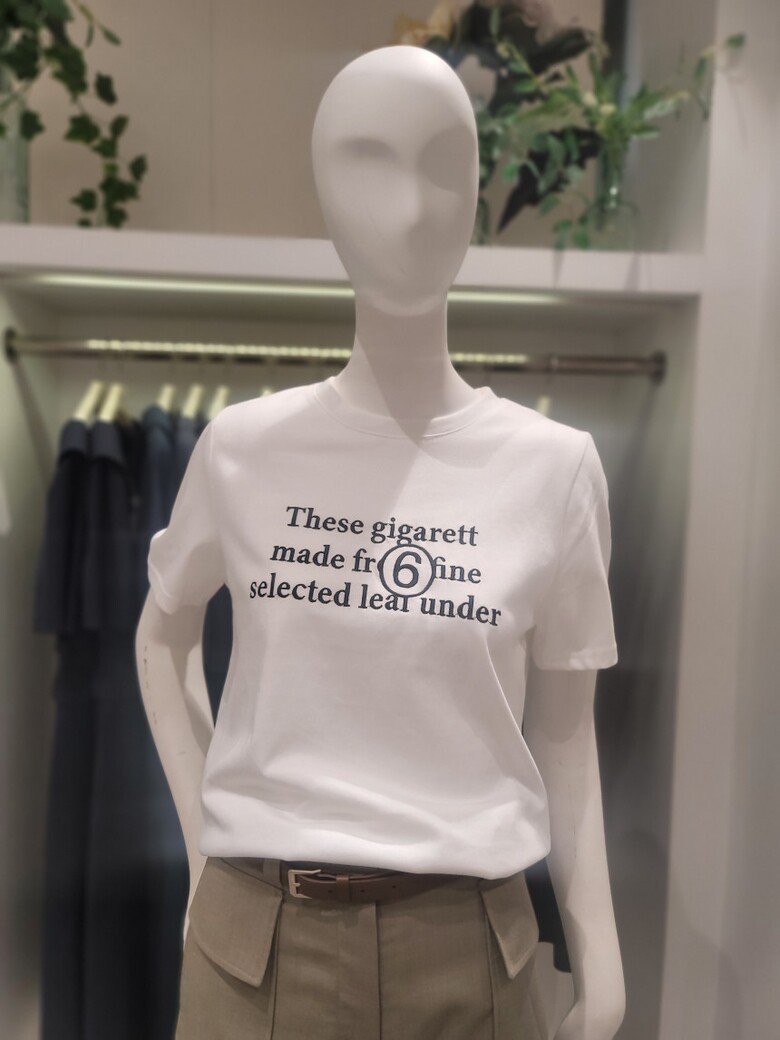 These gigarett
made fr 6 fine
selected leaf under